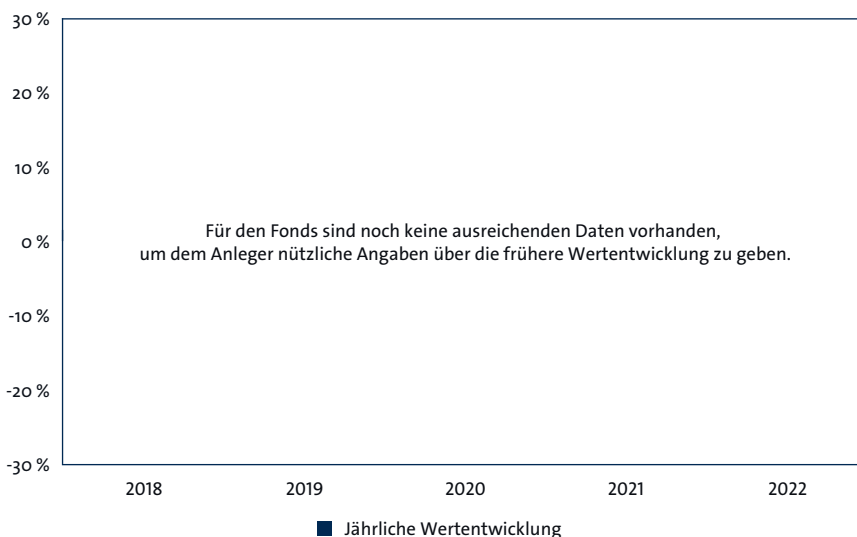 30 %
20 %
10 %
0 %
-10 %
-20 %
-30 %
Für den Fonds sind noch keine ausreichenden Daten vorhanden,
um dem Anleger nützliche Angaben über die frühere Wertentwicklung zu geben.
2018 2019 2020 2021 2022
Jährliche Wertentwicklung